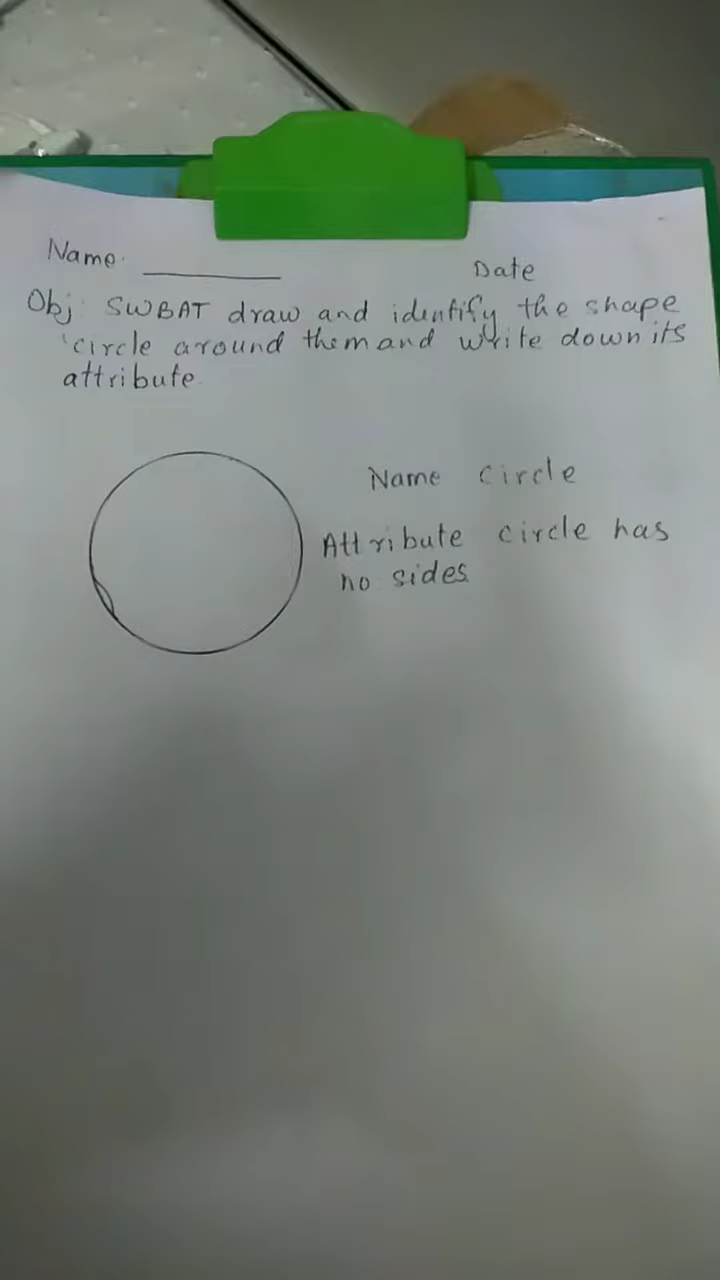 Name: ________ Date
Obj: SWBAT draw and identify the shape
'circle around them and write down its
attribute.
Name circle
Attribute circle has
no sides